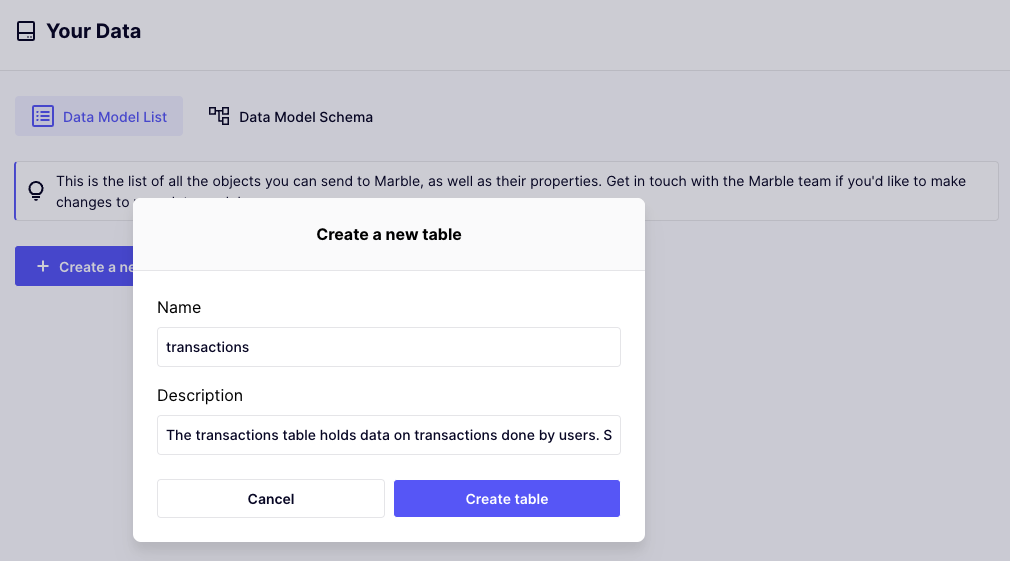 Your Data
Data Model List
Data Model Schema
This is the list of all the objects you can send to Marble, as well as their properties. Get in touch with the Marble team if you'd like to make
changes to
Create a
Create a new table
Name
transactions
Description
The transactions table holds data on transactions done by users. S
Cancel
Create table